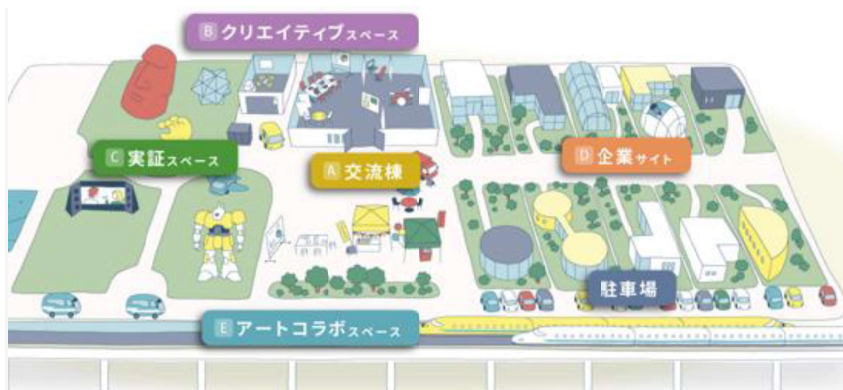 B クリエイティブスペース
C 実証スペース
A 交流棟
D 企業サイト
駐車場
E アートコラボスペース